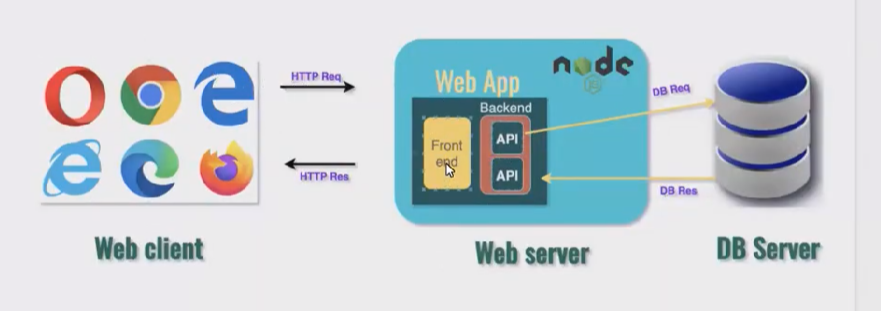 HTTP Req
HTTP Res
Web client
node
JS
Web App
Backend
Front
end
API
API
Web server
DB Req
DB Res
DB Server